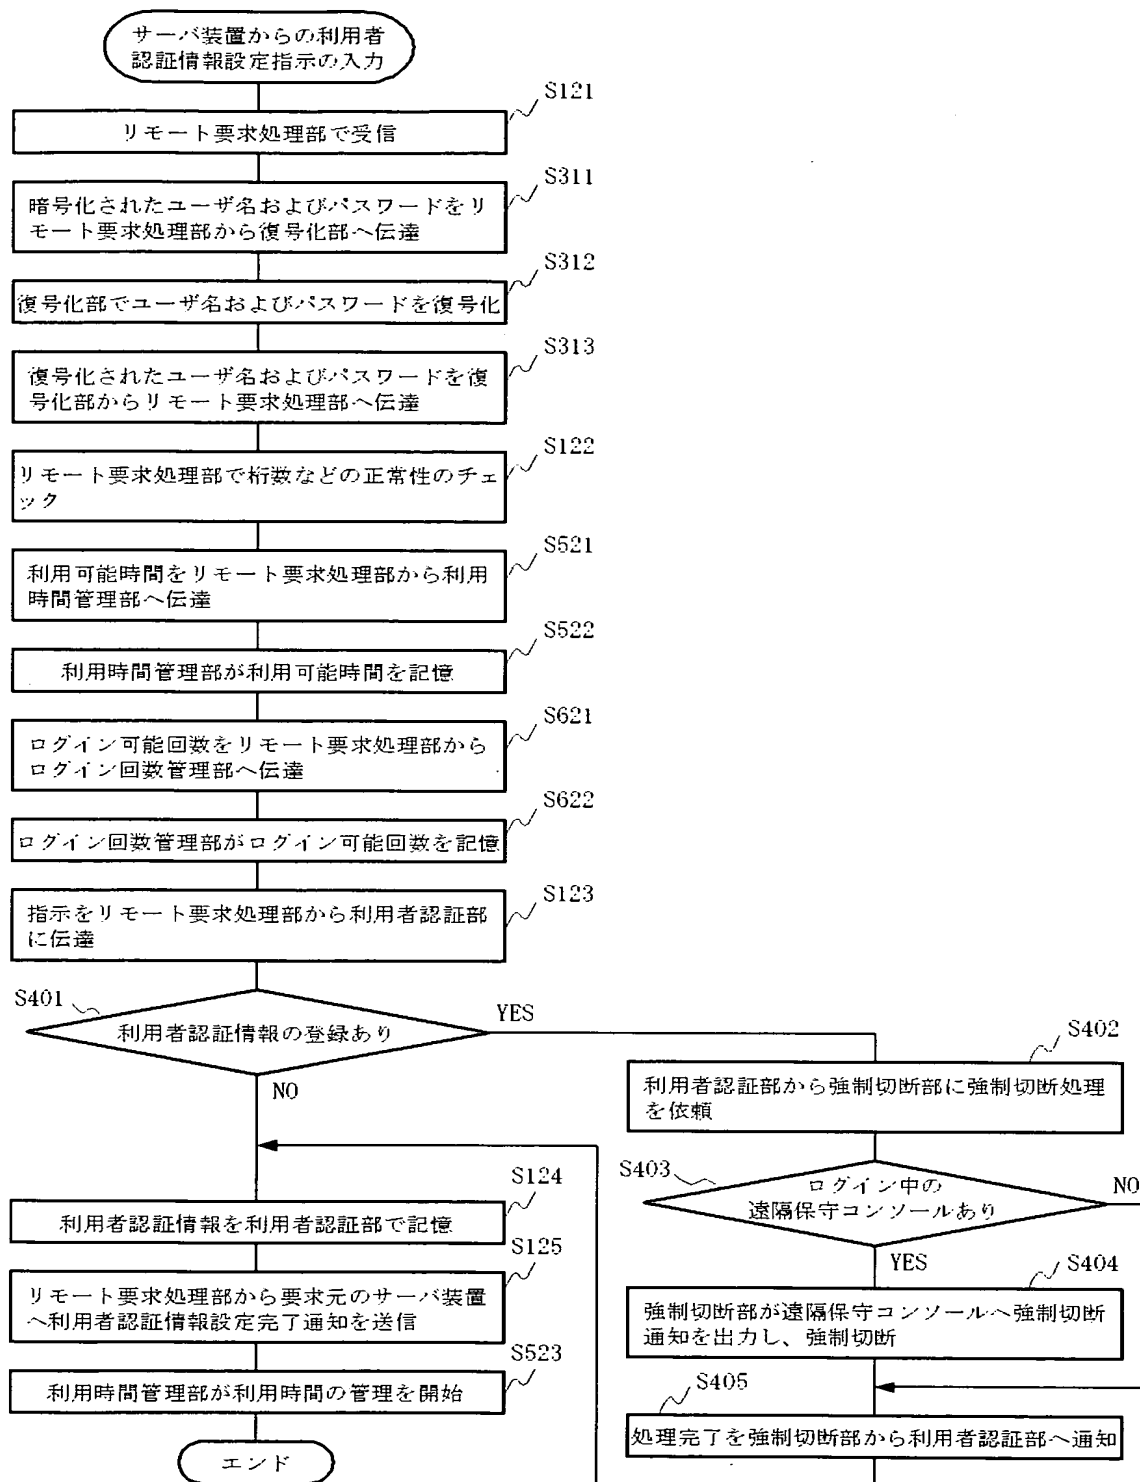 サーバ装置からの利用者
認証情報設定指示の入力
S121
リモート要求処理部で受信
S311
暗号化されたユーザ名およびパスワードをリ
モート要求処理部から復号化部へ伝達
S312
復号化部でユーザ名およびパスワードを復号化
S313
復号化されたユーザ名およびパスワードを復
号化部からリモート要求処理部へ伝達
S122
リモート要求処理部で桁数などの正常性のチェ
ック
S521
利用可能時間をリモート要求処理部から利用
時間管理部へ伝達
S522
利用時間管理部が利用可能時間を記憶
S621
ログイン可能回数をリモート要求処理部から
ログイン回数管理部へ伝達
S622
ログイン回数管理部がログイン可能回数を記憶
S123
指示をリモート要求処理部から利用者認証部
に伝達
S401
利用者認証情報の登録あり
YES
NO
S402
利用者認証部から強制切断部に強制切断処理
を依頼
S403
ログイン中の
遠隔保守コンソールあり
NO
YES
S404
強制切断部が遠隔保守コンソールへ強制切断
通知を出力し、強制切断
S405
処理完了を強制切断部から利用者認証部へ通知
S124
利用者認証情報を利用者認証部で記憶
S125
リモート要求処理部から要求元のサーバ装置
へ利用者認証情報設定完了通知を送信
S523
利用時間管理部が利用時間の管理を開始
エンド